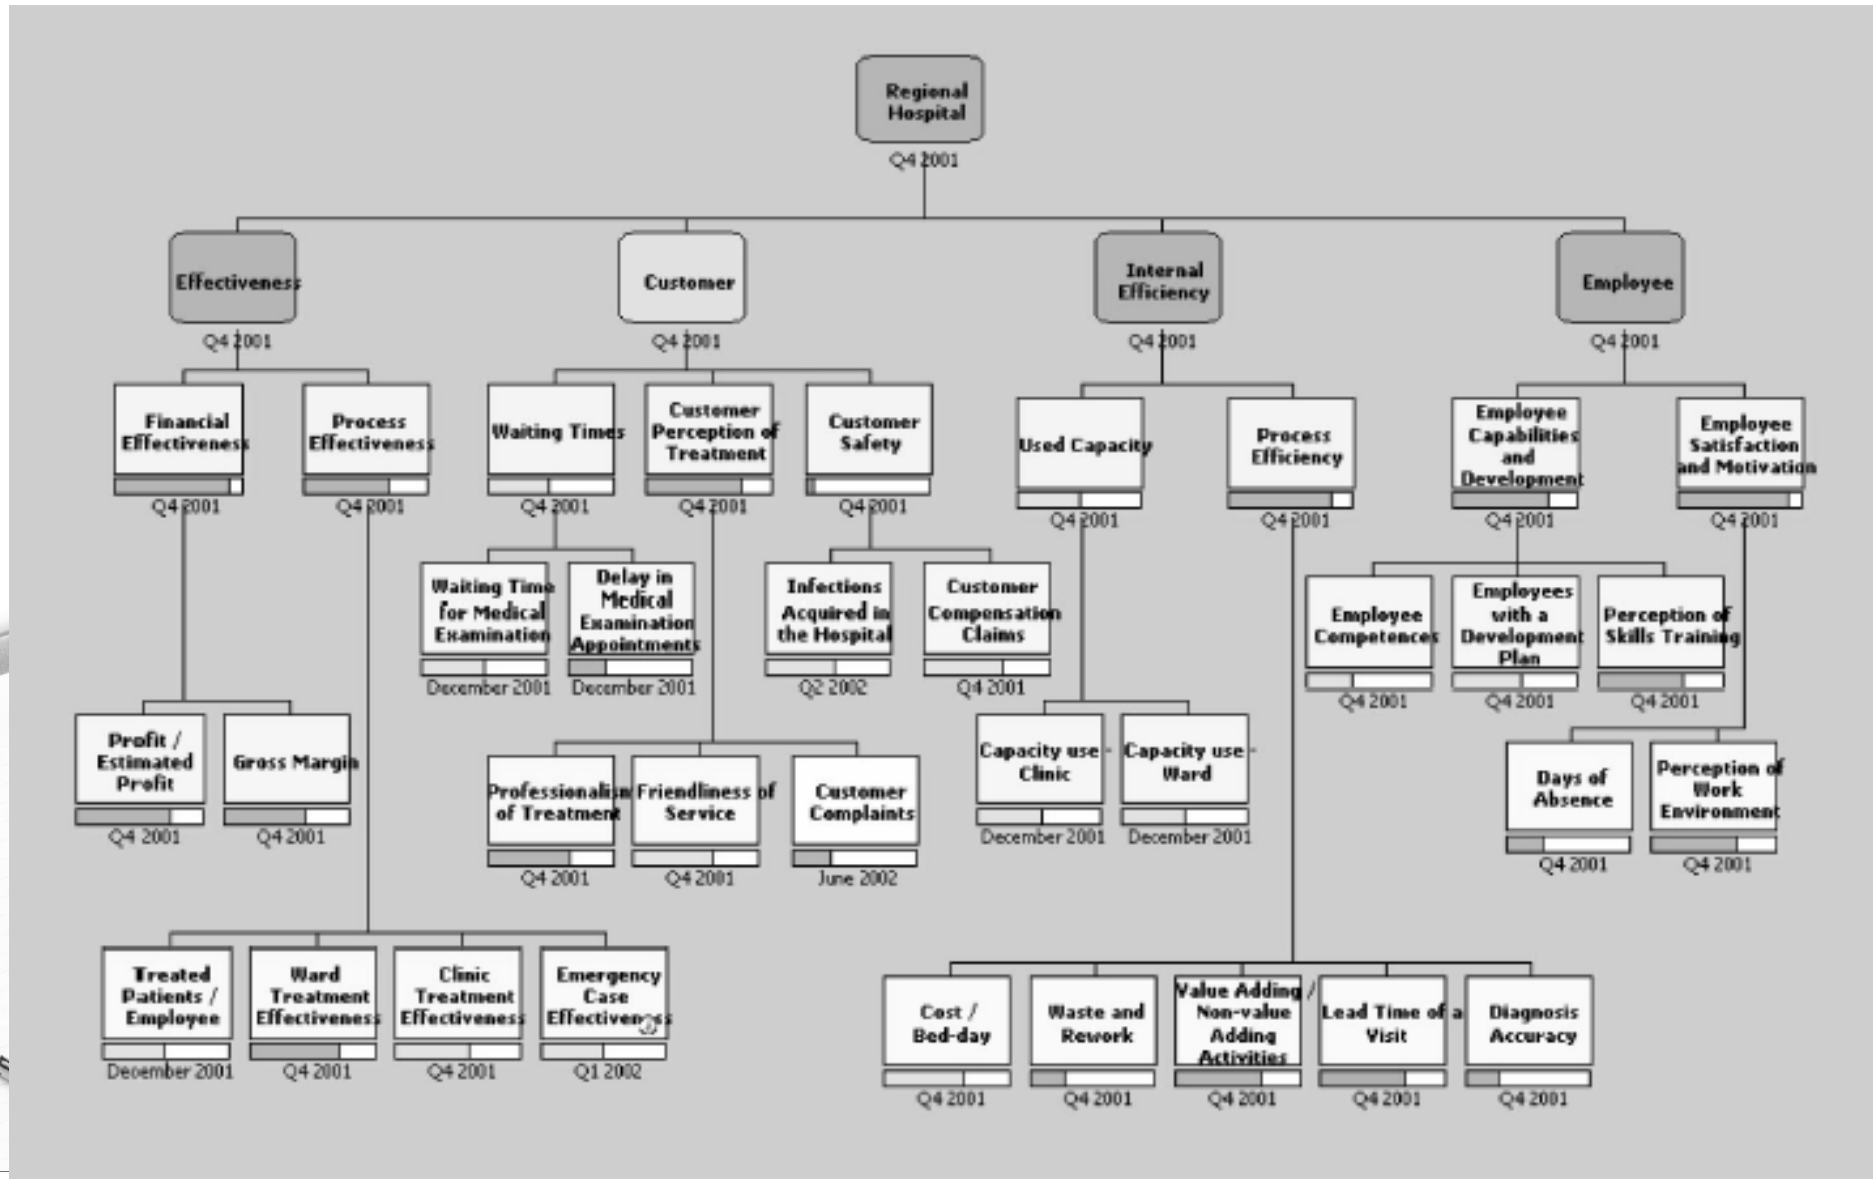 Regional
Hospital
Q4 2001
Effectiveness
Q4 2001
Customer
Q4 2001
Internal
Efficiency
Q4 2001
Employee
Q4 2001
Financial
Effectiveness
Q4 2001
Process
Effectiveness
Q4 2001
Waiting Times
Q4 2001
Customer
Perception of
Treatment
Q4 2001
Customer
Safety
Q4 2001
Used Capacity
Q4 2001
Process
Efficiency
Q4 2001
Employee
Capabilities
and
Development
Q4 2001
Employee
Satisfaction
and Motivation
Q4 2001
Waiting Time
for Medical
Examination
December 2001
Delay in
Medical
Examination
Appointments
December 2001
Infections
Acquired in
the Hospital
Q2 2002
Customer
Compensation
Claims
Q4 2001
Employee
Competences
Q4 2001
Employees
with a
Development
Plan
Q4 2001
Perception of
Skills Training
Q4 2001
Profit /
Estimated
Profit
Q4 2001
Gross Margin
Q4 2001
Professionalism
of Treatment
Q4 2001
Friendliness of
Service
Q4 2001
Customer
Complaints
June 2002
Capacity use -
Clinic
December 2001
Capacity use -
Ward
December 2001
Days of
Absence
Q4 2001
Perception of
Work
Environment
Q4 2001
Treated
Patients /
Employee
December 2001
Ward
Treatment
Effectiveness
Q4 2001
Clinic
Treatment
Effectiveness
Q4 2001
Emergency
Case
Effectiveness
Q1 2002
Cost /
Bed-day
Q4 2001
Waste and
Rework
Q4 2001
Value Adding /
Non-value
Adding
Activities
Q4 2001
Lead Time of a
Visit
Q4 2001
Diagnosis
Accuracy
Q4 2001